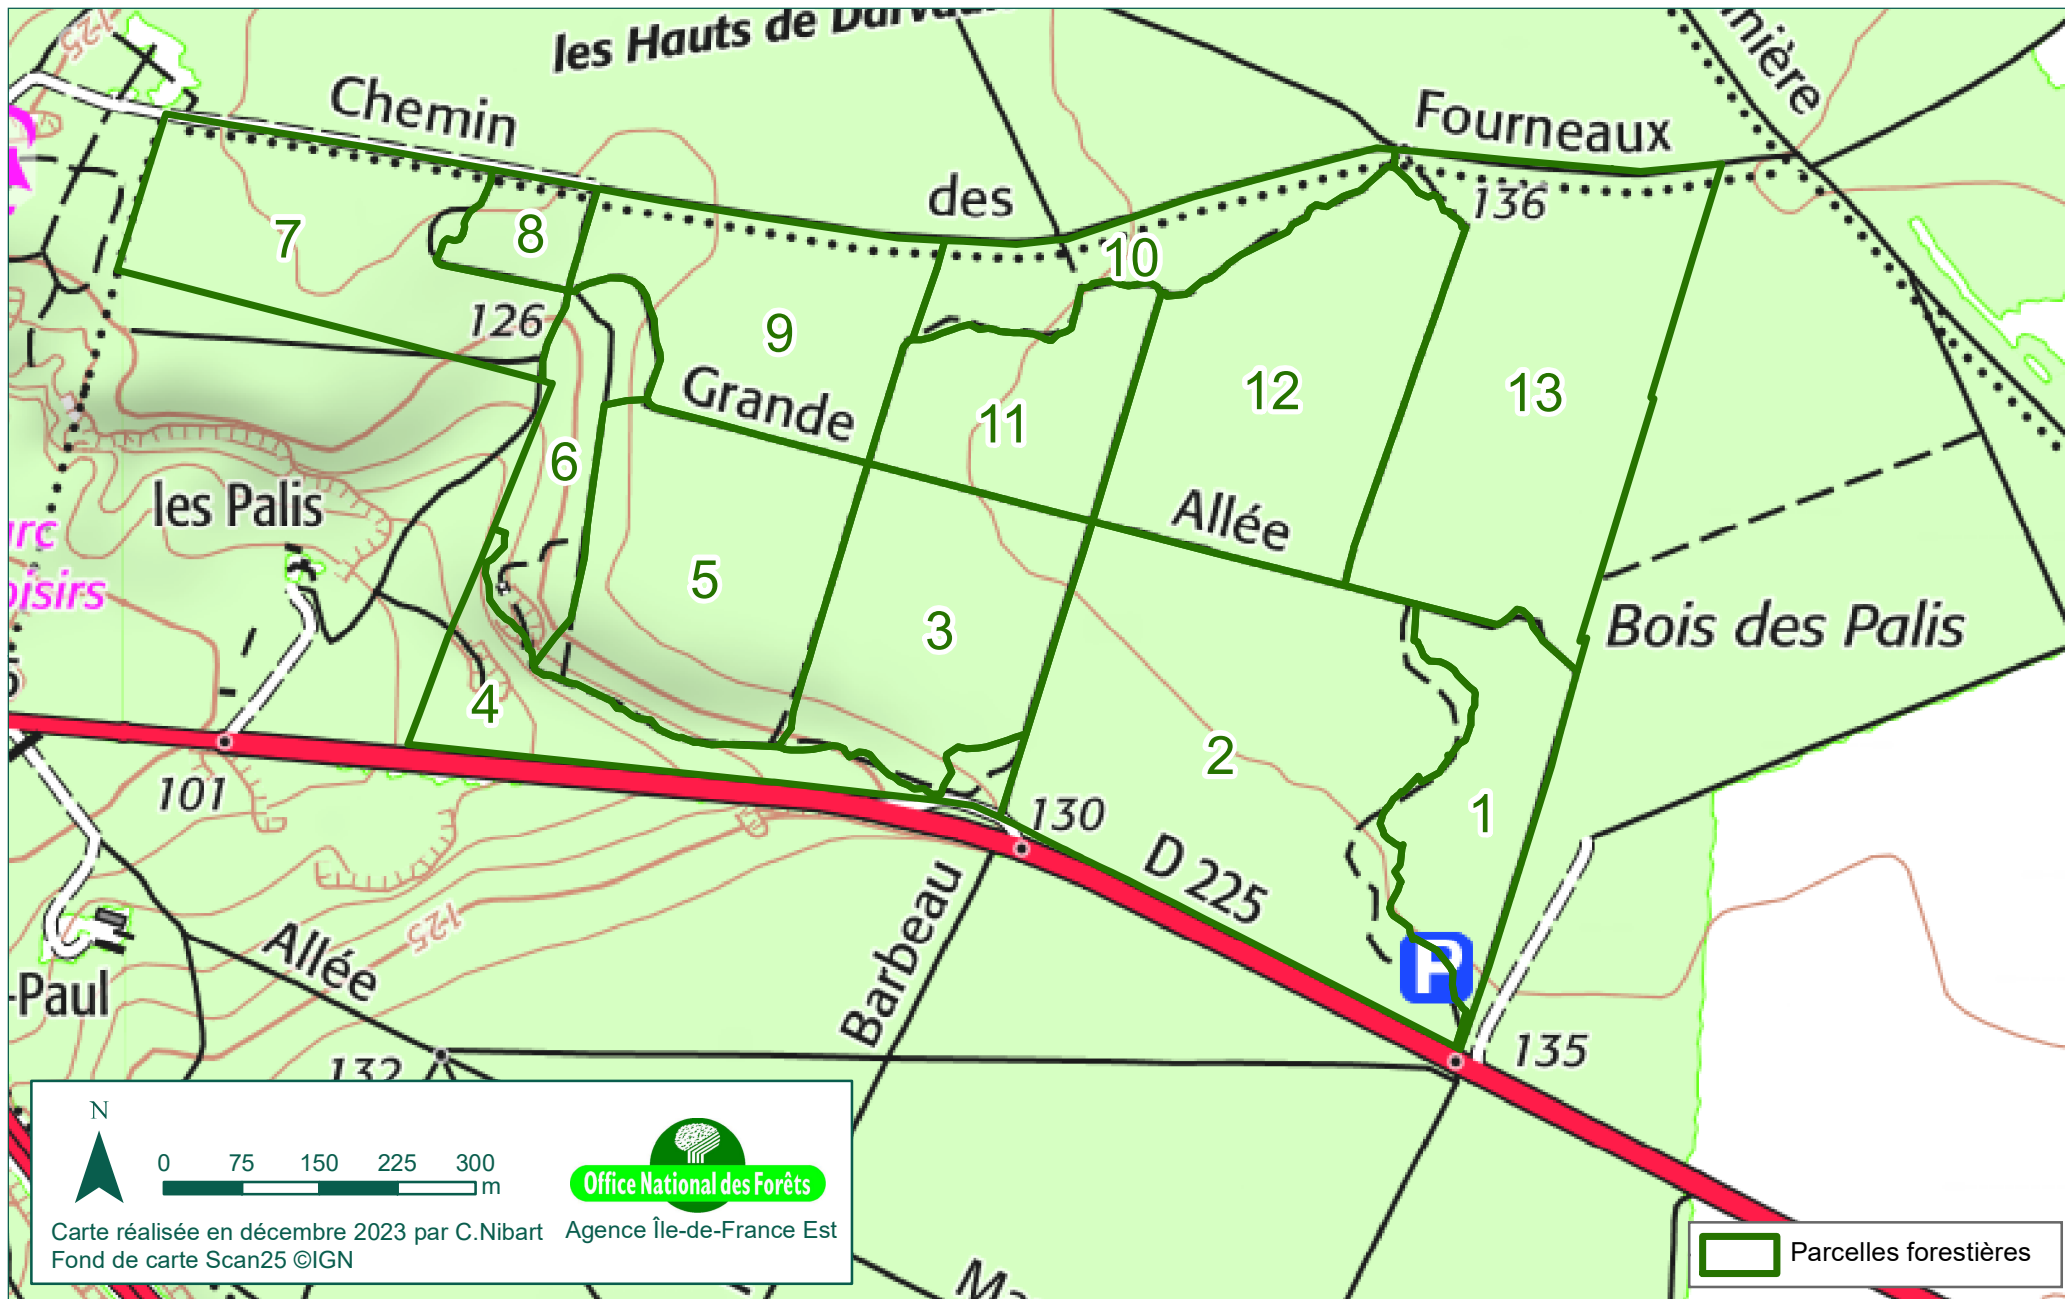 les Hauts de
nière
125
Chemin
Fourneaux
des
136
7
8
10
126
9
Grande
11
12
13
6
Allée
les Palis
5
3
Bois des Palis
4
2
1
101
130
D 225
P
Barbeau
125
Allée
-Paul
132
135
N
0 75 150 225 300
m
Office National des Forêts
Agence Île-de-France Est
Carte réalisée en décembre 2023 par C.Nibart
Fond de carte Scan25 ©IGN
Parcelles forestières